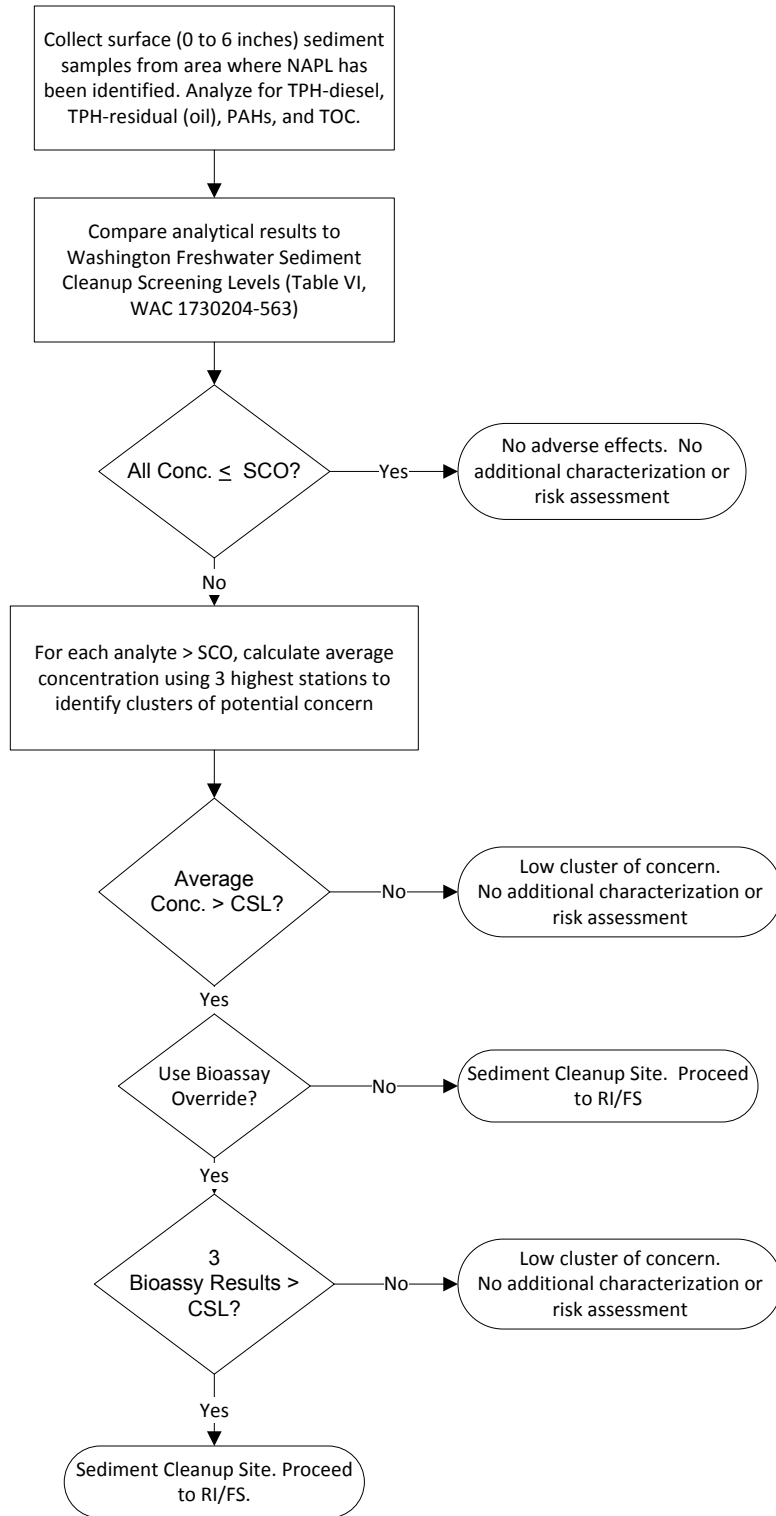 Collect surface (0 to 6 inches) sediment
samples from area where NAPL has
been identified. Analyze for TPH-diesel,
TPH-residual (oil), PAHs, and TOC.
Compare analytical results to
Washington Freshwater Sediment
Cleanup Screening Levels (Table VI,
WAC 1730204-563)
All Conc. ≤ SCO?
Yes
No adverse effects. No
additional characterization or
risk assessment
No
For each analyte > SCO, calculate average
concentration using 3 highest stations to
identify clusters of potential concern
Average
Conc. > CSL?
No
Low cluster of concern.
No additional characterization or
risk assessment
Yes
Use Bioassay
Override?
No
Sediment Cleanup Site. Proceed
to RI/FS
Yes
3
Bioassy Results >
CSL?
No
Low cluster of concern.
No additional characterization or
risk assessment
Yes
Sediment Cleanup Site. Proceed
to RI/FS.